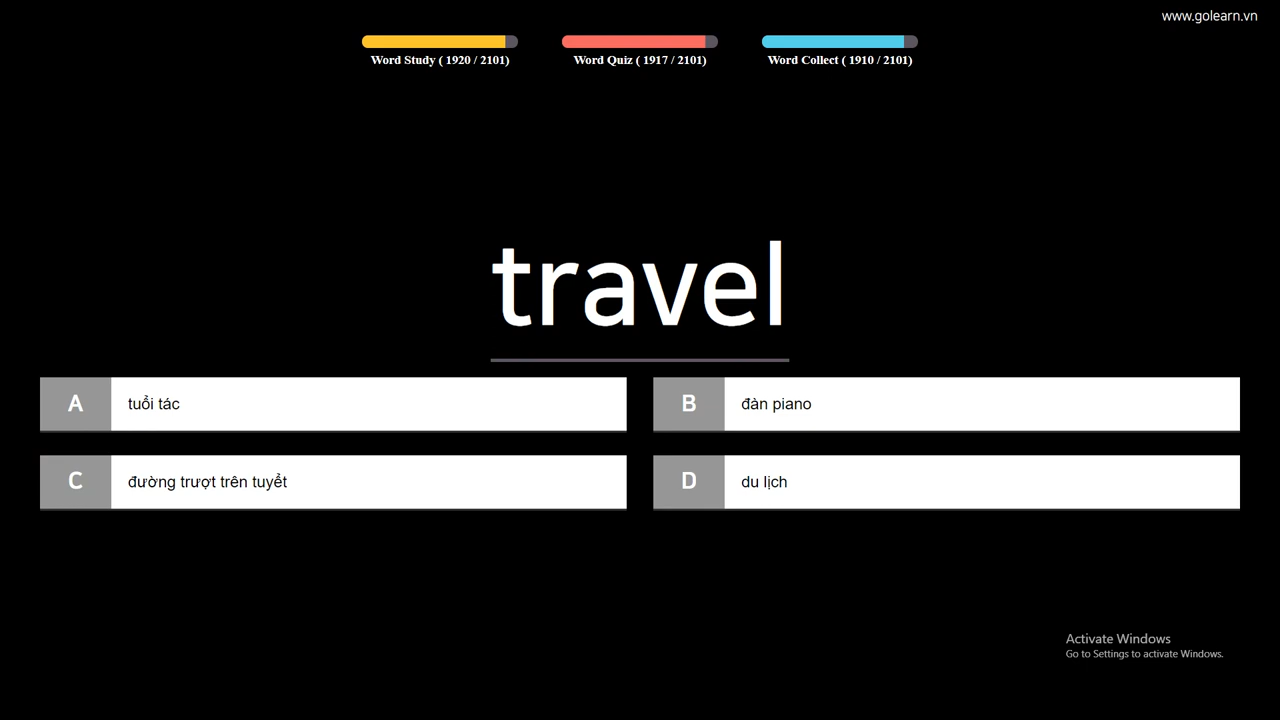 www.golearn.vn
Word Study ( 1920 / 2101)
Word Quiz ( 1917 / 2101)
Word Collect ( 1910 / 2101)
travel
A tuổi tác
B đàn piano
C đường trượt trên tuyết
D du lịch
Activate Windows
Go to Settings to activate Windows.